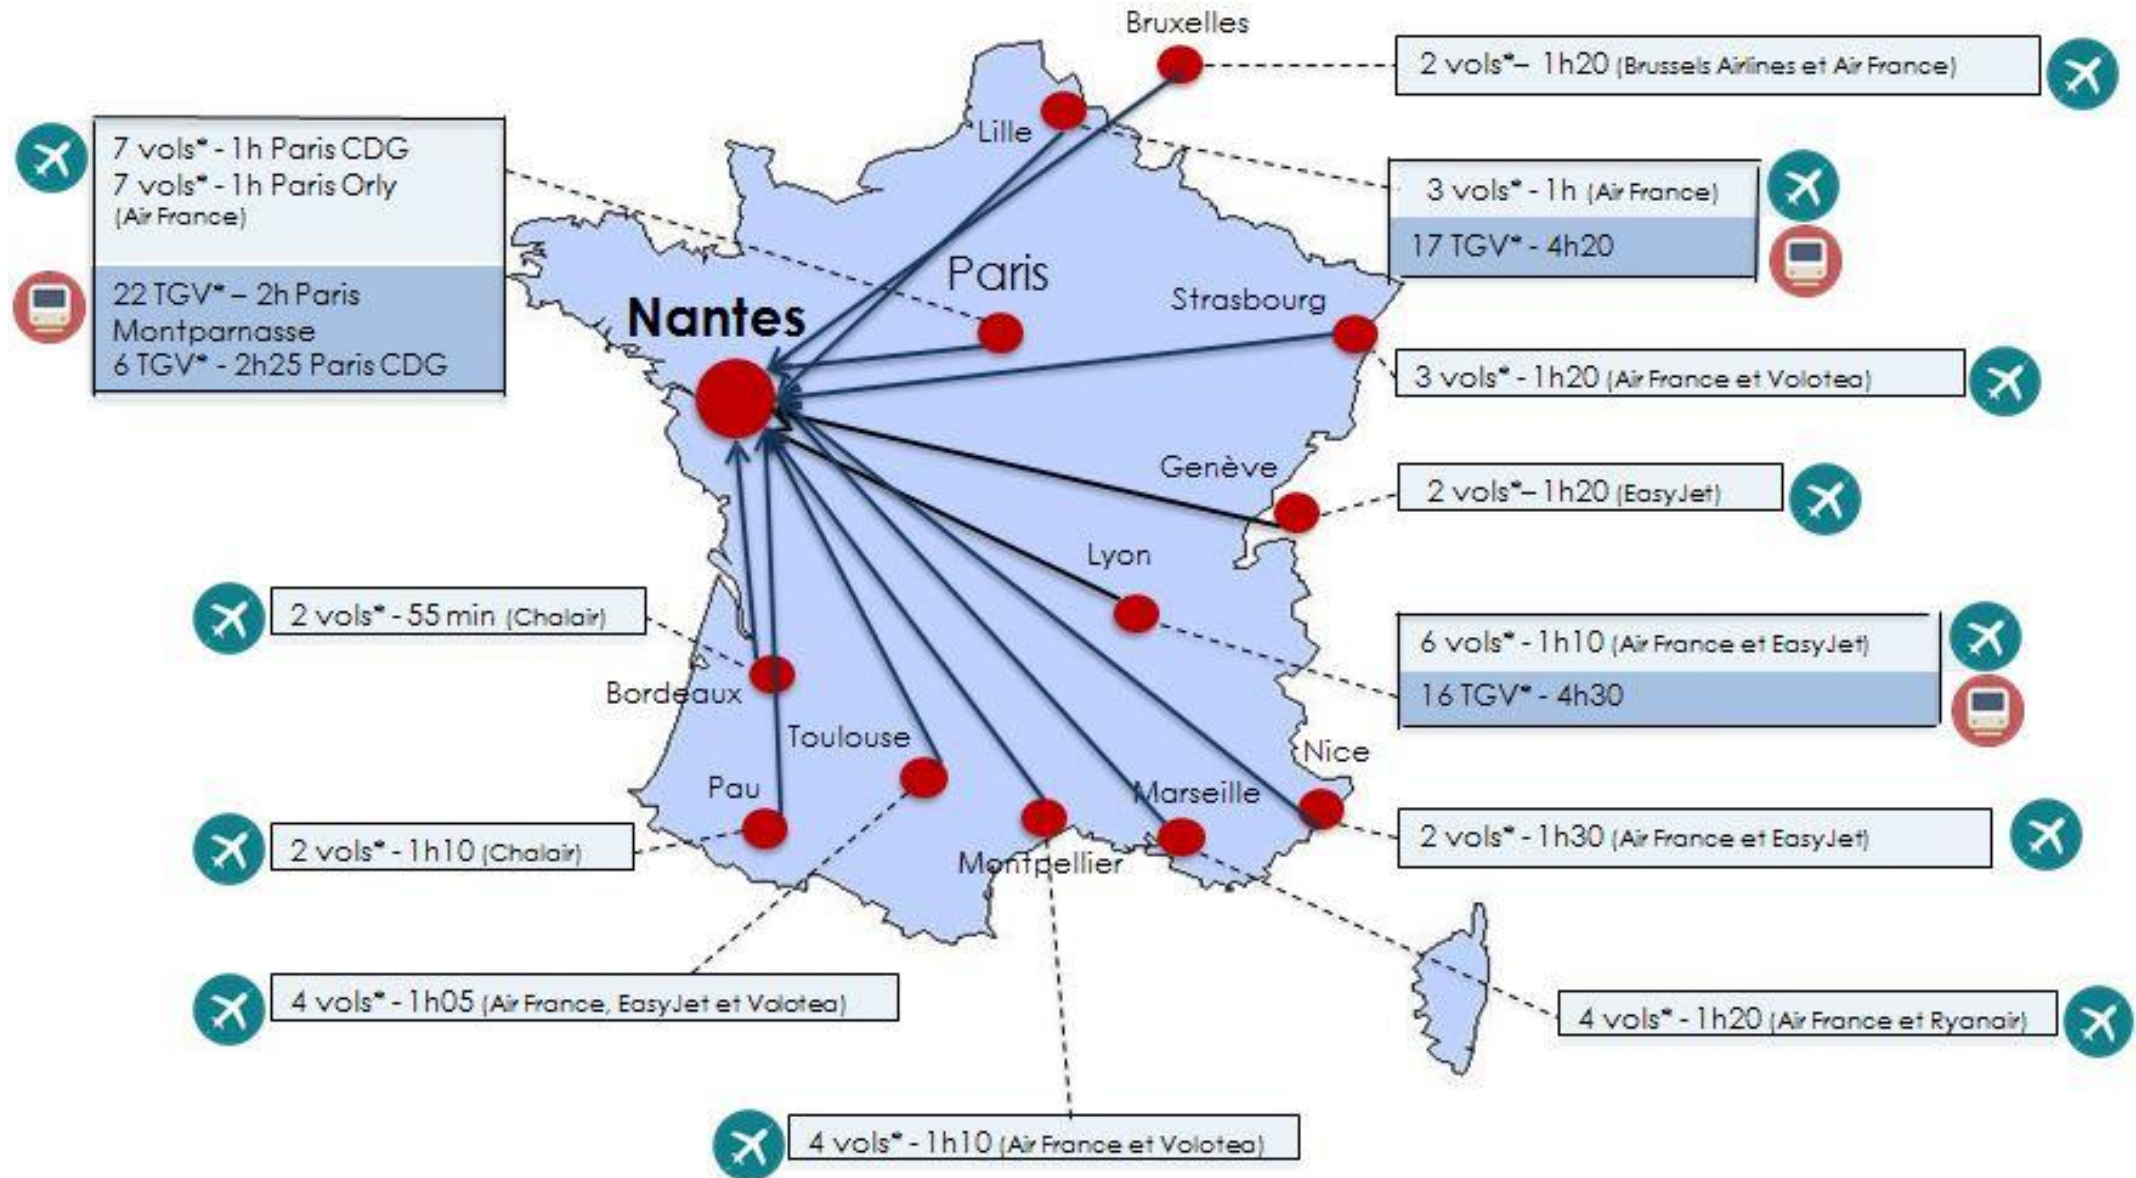 Bruxelles
2 vols*– 1h20 (Brussels Airlines et Air France)
7 vols* - 1h Paris CDG
7 vols* - 1h Paris Orly
(Air France)
22 TGV* – 2h Paris
Montparnasse
6 TGV* - 2h25 Paris CDG
Lille
3 vols* - 1h (Air France)
17 TGV* - 4h20
Paris
Strasbourg
Nantes
3 vols* - 1h20 (Air France et Volotea)
Genève
2 vols*– 1h20 (EasyJet)
Lyon
2 vols* - 55 min (Chalair)
6 vols* - 1h10 (Air France et EasyJet)
16 TGV* - 4h30
Bordeaux
Toulouse
Nice
Pau
Marseille
2 vols* - 1h30 (Air France et EasyJet)
2 vols* - 1h10 (Chalair)
Montpellier
4 vols* - 1h05 (Air France, EasyJet et Volotea)
4 vols* - 1h20 (Air France et Ryanair)
4 vols* - 1h10 (Air France et Volotea)